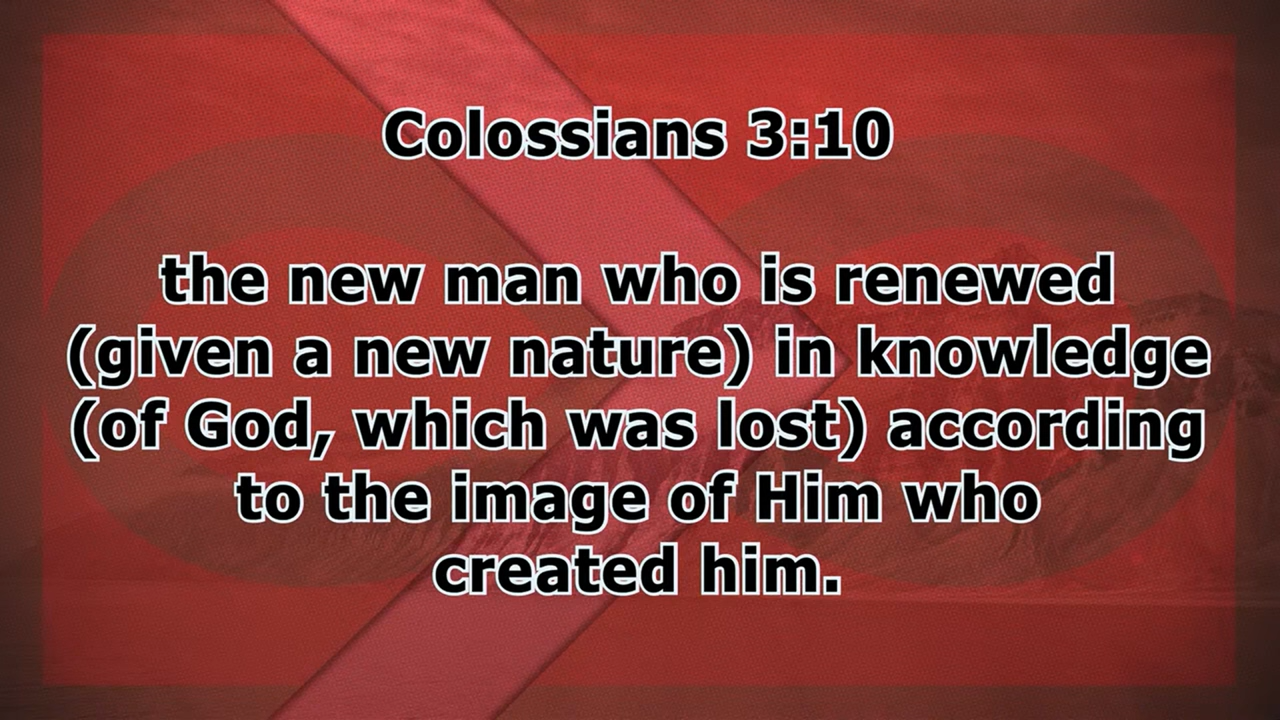 Colossians 3:10
the new man who is renewed
(given a new nature) in knowledge
(of God, which was lost) according
to the image of Him who
created him.